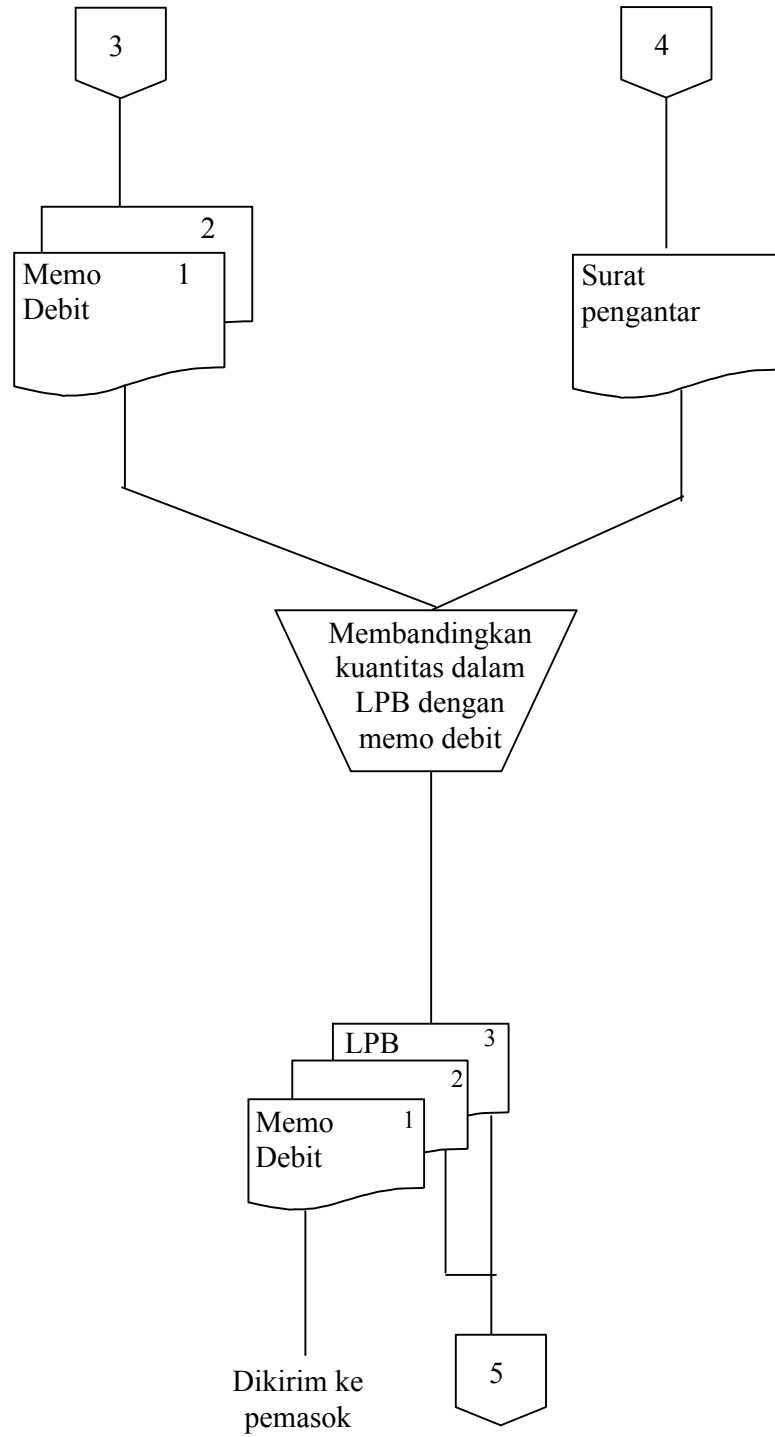 3
4
2
Memo 1
Debit
Surat
pengantar
Membandingkan
kuantitas dalam
LPB dengan
memo debit
LPB 3
2
Memo 1
Debit
Dikirim ke
pemasok
5